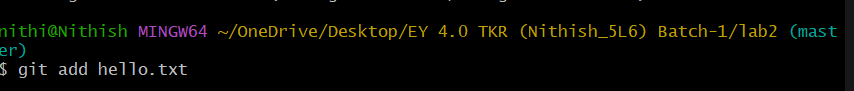 nithi@Nithish MINGW64 ~/OneDrive/Desktop/EY 4.0 TKR (Nithish_5L6) Batch-1/lab2 (mast
er)
$ git add hello.txt